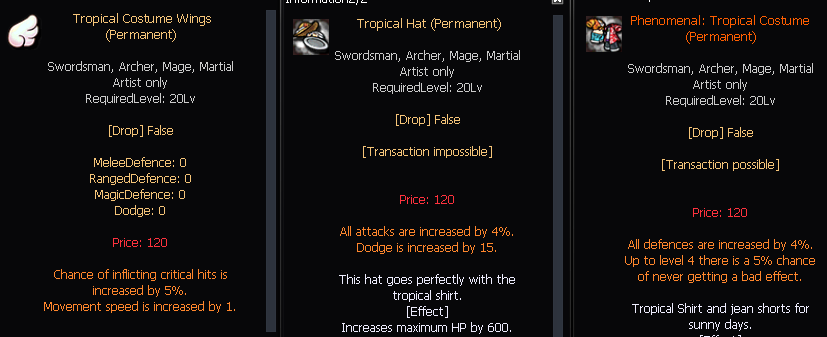 Tropical Costume Wings
(Permanent)
Swordsman, Archer, Mage, Martial
Artist only
RequiredLevel: 20Lv
[Drop] False
MeleeDefence: 0
RangedDefence: 0
MagicDefence: 0
Dodge: 0
Price: 120
Chance of inflicting critical hits is
increased by 5%.
Movement speed is increased by 1.
Tropical Hat (Permanent)
Swordsman, Archer, Mage, Martial
Artist only
RequiredLevel: 20Lv
[Drop] False
[Transaction impossible]
Price: 120
All attacks are increased by 4%.
Dodge is increased by 15.
This hat goes perfectly with the
tropical shirt.
[Effect]
Increases maximum HP by 600.
Phenomenal: Tropical Costume
(Permanent)
Swordsman, Archer, Mage, Martial
Artist only
RequiredLevel: 20Lv
[Drop] False
[Transaction possible]
Price: 120
All defences are increased by 4%.
Up to level 4 there is a 5% chance
of never getting a bad effect.
Tropical Shirt and jean shorts for
sunny days.
[Effect]